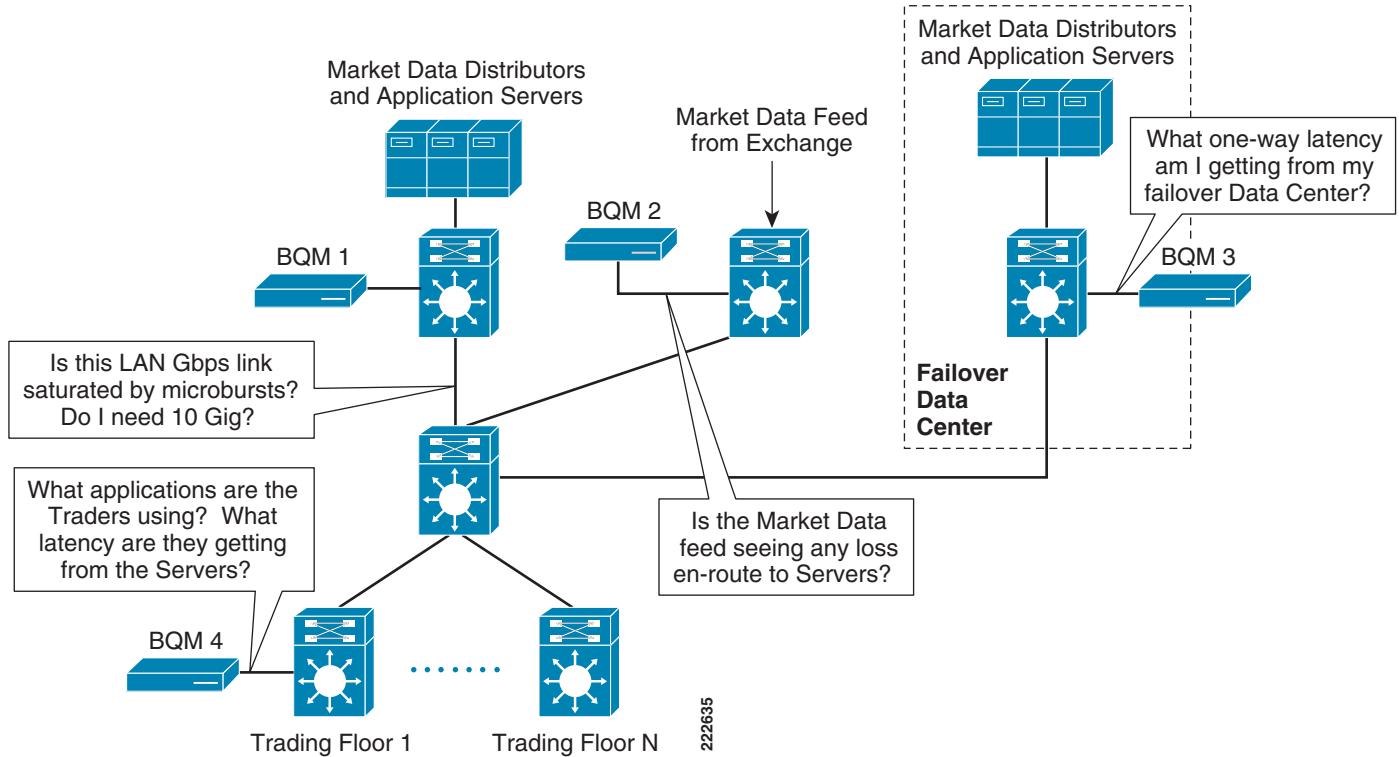 Market Data Distributors
and Application Servers
Market Data Distributors
and Application Servers
Market Data Feed
from Exchange
What one-way latency
am I getting from my
failover Data Center?
BQM 1
BQM 2
BQM 3
Is this LAN Gbps link
saturated by microbursts?
Do I need 10 Gig?
Failover
Data
Center
What applications are the
Traders using? What
latency are they getting
from the Servers?
Is the Market Data
feed seeing any loss
en-route to Servers?
BQM 4
Trading Floor 1
Trading Floor N
222635